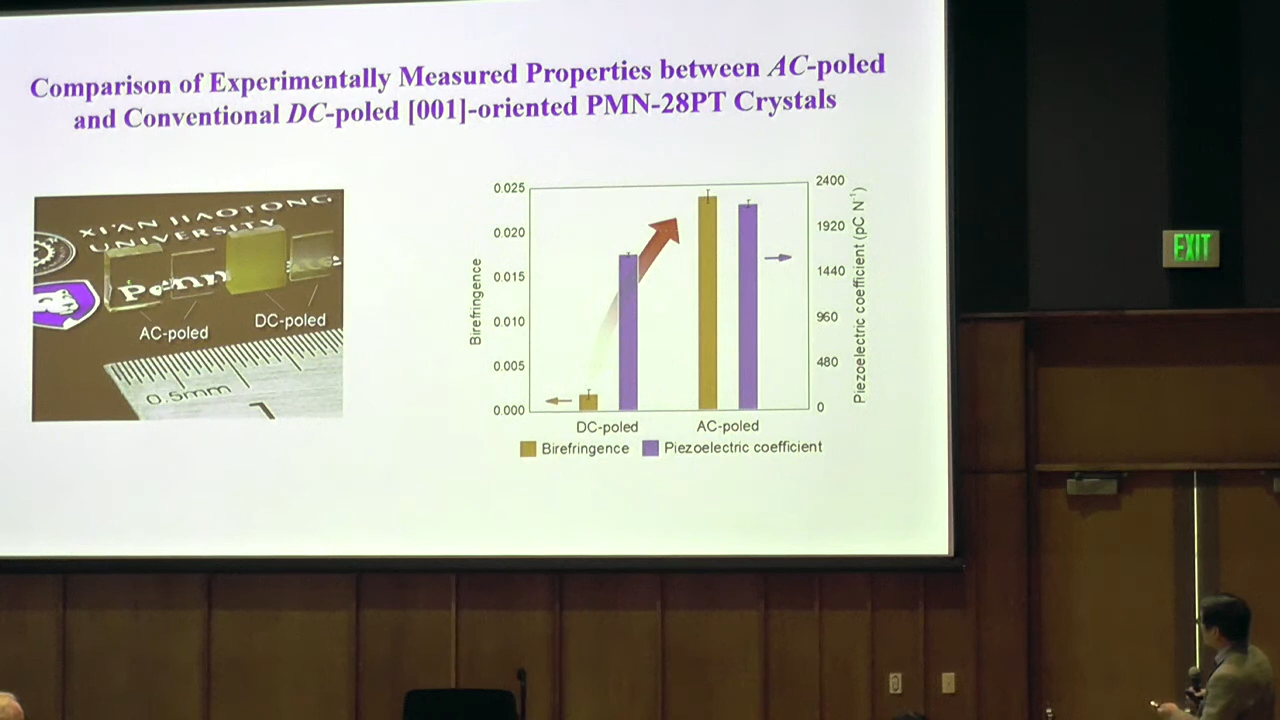 Comparison of Experimentally Measured Properties between AC-poled
and Conventional DC-poled [001]-oriented PMN-28PT Crystals
XI'AN JIAOTONG
UNIVERSITY
Penn
AC-poled
DC-poled
0.5mm
1
Birefringence
0.025
0.020
0.015
0.010
0.005
0.000
2400
1920
1440
960
480
0
Piezoelectric coefficient (pC N⁻¹)
DC-poled
AC-poled
Birefringence
Piezoelectric coefficient
EXIT